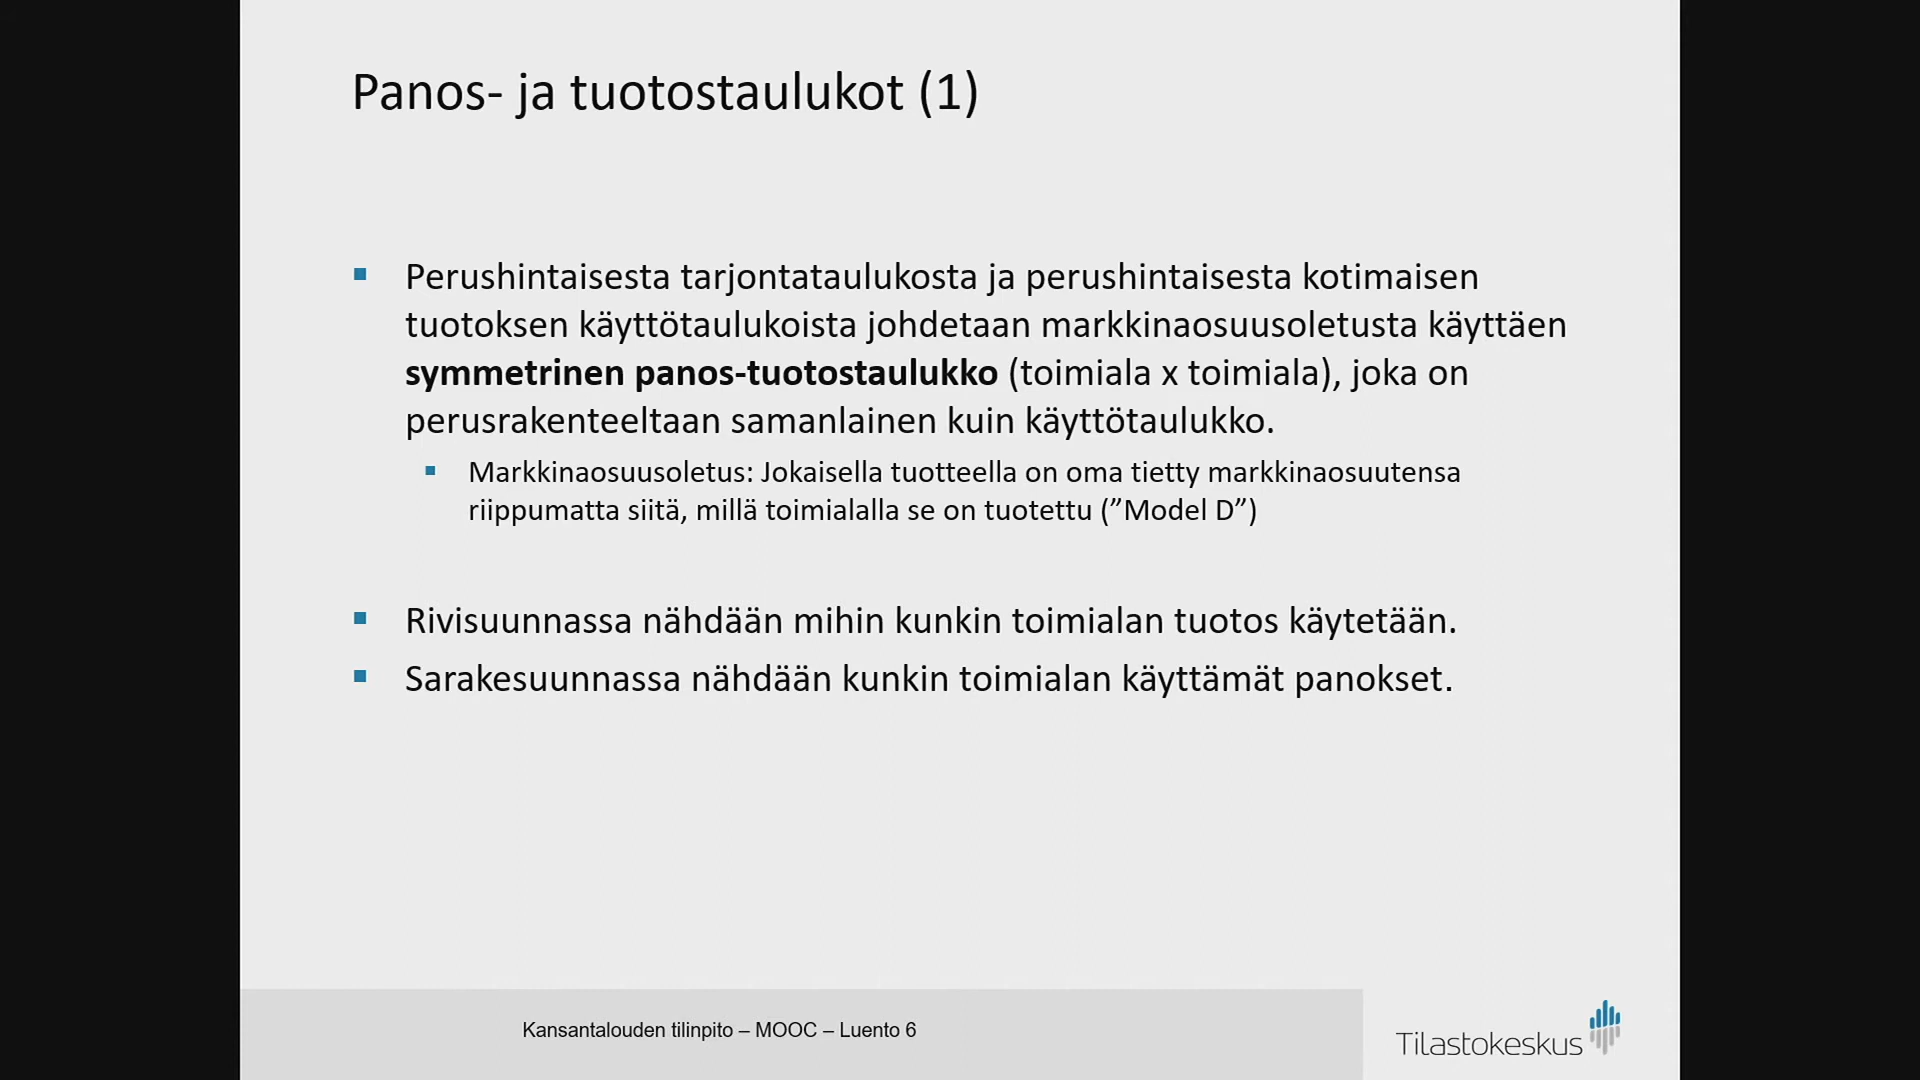 Panos- ja tuotostaulukot (1)
Perushintaisesta tarjontataulukosta ja perushintaisesta kotimaisen
tuotoksen käyttötaulukoista johdetaan markkinaosuusoletusta käyttäen
symmetrinen panos-tuotostaulukko (toimiala x toimiala), joka on
perusrakenteeltaan samanlainen kuin käyttötaulukko.
Markkinaosuusoletus: Jokaisella tuotteella on oma tietty markkinaosuutensa
riippumatta siitä, millä toimialalla se on tuotettu (”Model D”)
Rivisuunnassa nähdään mihin kunkin toimialan tuotos käytetään.
Sarakesuunnassa nähdään kunkin toimialan käyttämät panokset.
Kansantalouden tilinpito – MOOC – Luento 6
Tilastokeskus